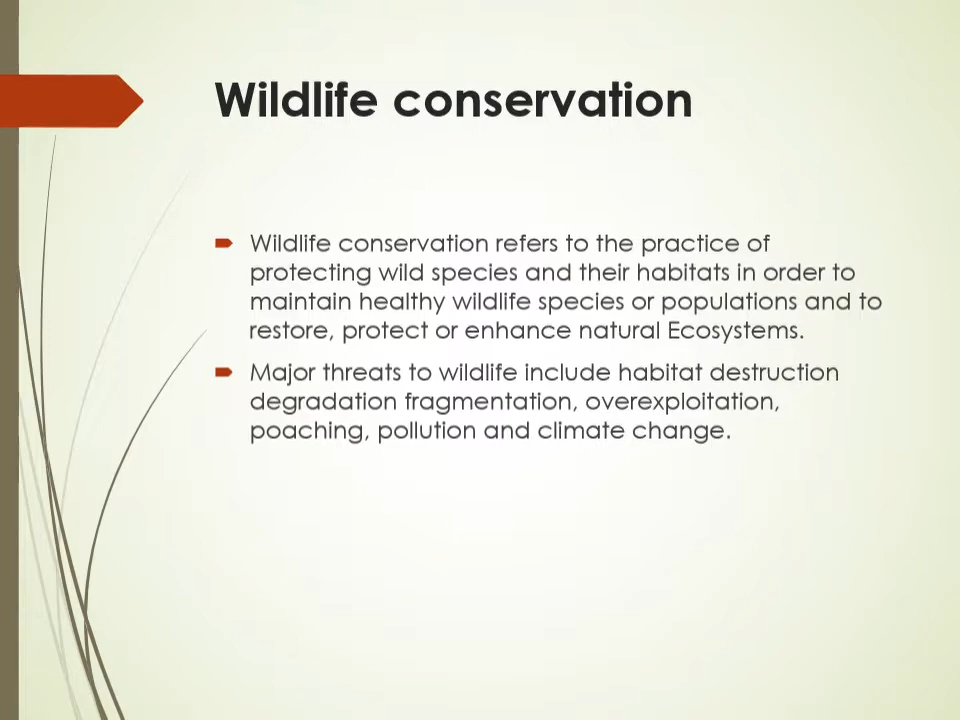 Wildlife conservation
Wildlife conservation refers to the practice of
protecting wild species and their habitats in order to
maintain healthy wildlife species or populations and to
restore, protect or enhance natural Ecosystems.
Major threats to wildlife include habitat destruction
degradation fragmentation, overexploitation,
poaching, pollution and climate change.